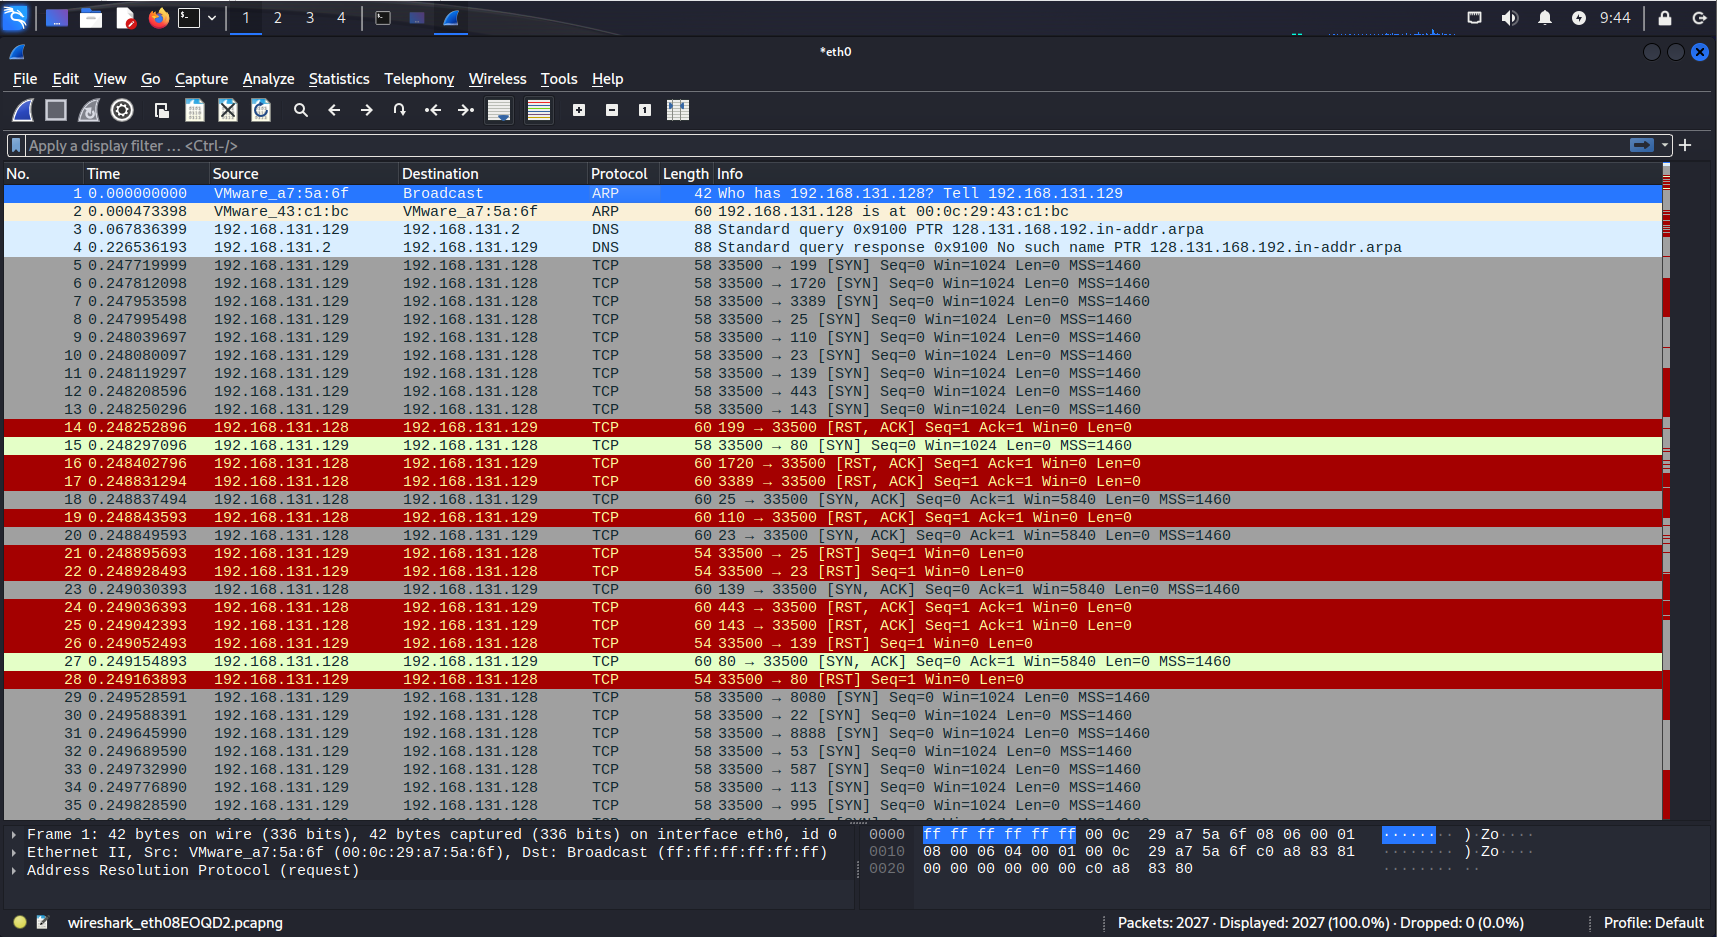 1 2 3 4 9:44
*eth0
File Edit View Go Capture Analyze Statistics Telephony Wireless Tools Help
Apply a display filter ... <Ctrl-/>
No. Time Source Destination Protocol Length Info
1 0.000000000 VMware_a7:5a:6f Broadcast ARP 42 Who has 192.168.131.128? Tell 192.168.131.129
2 0.000473398 VMware_43:c1:bc VMware_a7:5a:6f ARP 60 192.168.131.128 is at 00:0c:29:43:c1:bc
3 0.067836399 192.168.131.129 192.168.131.2 DNS 88 Standard query 0x9100 PTR 128.131.168.192.in-addr.arpa
4 0.226536193 192.168.131.2 192.168.131.129 DNS 88 Standard query response 0x9100 No such name PTR 128.131.168.192.in-addr.arpa
5 0.247719999 192.168.131.129 192.168.131.128 TCP 58 33500 → 199 [SYN] Seq=0 Win=1024 Len=0 MSS=1460
6 0.247812098 192.168.131.129 192.168.131.128 TCP 58 33500 → 1720 [SYN] Seq=0 Win=1024 Len=0 MSS=1460
7 0.247953598 192.168.131.129 192.168.131.128 TCP 58 33500 → 3389 [SYN] Seq=0 Win=1024 Len=0 MSS=1460
8 0.247995498 192.168.131.129 192.168.131.128 TCP 58 33500 → 25 [SYN] Seq=0 Win=1024 Len=0 MSS=1460
9 0.248039697 192.168.131.129 192.168.131.128 TCP 58 33500 → 110 [SYN] Seq=0 Win=1024 Len=0 MSS=1460
10 0.248080097 192.168.131.129 192.168.131.128 TCP 58 33500 → 23 [SYN] Seq=0 Win=1024 Len=0 MSS=1460
11 0.248119297 192.168.131.129 192.168.131.128 TCP 58 33500 → 139 [SYN] Seq=0 Win=1024 Len=0 MSS=1460
12 0.248208596 192.168.131.129 192.168.131.128 TCP 58 33500 → 443 [SYN] Seq=0 Win=1024 Len=0 MSS=1460
13 0.248250296 192.168.131.129 192.168.131.128 TCP 58 33500 → 143 [SYN] Seq=0 Win=1024 Len=0 MSS=1460
14 0.248252896 192.168.131.128 192.168.131.129 TCP 60 199 → 33500 [RST, ACK] Seq=1 Ack=1 Win=0 Len=0
15 0.248297096 192.168.131.129 192.168.131.128 TCP 58 33500 → 80 [SYN] Seq=0 Win=1024 Len=0 MSS=1460
16 0.248402796 192.168.131.128 192.168.131.129 TCP 60 1720 → 33500 [RST, ACK] Seq=1 Ack=1 Win=0 Len=0
17 0.248831294 192.168.131.128 192.168.131.129 TCP 60 3389 → 33500 [RST, ACK] Seq=1 Ack=1 Win=0 Len=0
18 0.248837494 192.168.131.128 192.168.131.129 TCP 60 25 → 33500 [SYN, ACK] Seq=0 Ack=1 Win=5840 Len=0 MSS=1460
19 0.248843593 192.168.131.128 192.168.131.129 TCP 60 110 → 33500 [RST, ACK] Seq=1 Ack=1 Win=0 Len=0
20 0.248849593 192.168.131.128 192.168.131.129 TCP 60 23 → 33500 [SYN, ACK] Seq=0 Ack=1 Win=5840 Len=0 MSS=1460
21 0.248895693 192.168.131.129 192.168.131.128 TCP 54 33500 → 25 [RST] Seq=1 Win=0 Len=0
22 0.248928493 192.168.131.129 192.168.131.128 TCP 54 33500 → 23 [RST] Seq=1 Win=0 Len=0
23 0.249030393 192.168.131.128 192.168.131.129 TCP 60 139 → 33500 [SYN, ACK] Seq=0 Ack=1 Win=5840 Len=0 MSS=1460
24 0.249036393 192.168.131.128 192.168.131.129 TCP 60 443 → 33500 [RST, ACK] Seq=1 Ack=1 Win=0 Len=0
25 0.249042393 192.168.131.128 192.168.131.129 TCP 60 143 → 33500 [RST, ACK] Seq=1 Ack=1 Win=0 Len=0
26 0.249052493 192.168.131.129 192.168.131.128 TCP 54 33500 → 139 [RST] Seq=1 Win=0 Len=0
27 0.249154893 192.168.131.128 192.168.131.129 TCP 60 80 → 33500 [SYN, ACK] Seq=0 Ack=1 Win=5840 Len=0 MSS=1460
28 0.249163893 192.168.131.129 192.168.131.128 TCP 54 33500 → 80 [RST] Seq=1 Win=0 Len=0
29 0.249528591 192.168.131.129 192.168.131.128 TCP 58 33500 → 8080 [SYN] Seq=0 Win=1024 Len=0 MSS=1460
30 0.249588391 192.168.131.129 192.168.131.128 TCP 58 33500 → 22 [SYN] Seq=0 Win=1024 Len=0 MSS=1460
31 0.249645990 192.168.131.129 192.168.131.128 TCP 58 33500 → 8888 [SYN] Seq=0 Win=1024 Len=0 MSS=1460
32 0.249689590 192.168.131.129 192.168.131.128 TCP 58 33500 → 53 [SYN] Seq=0 Win=1024 Len=0 MSS=1460
33 0.249732990 192.168.131.129 192.168.131.128 TCP 58 33500 → 587 [SYN] Seq=0 Win=1024 Len=0 MSS=1460
34 0.249776890 192.168.131.129 192.168.131.128 TCP 58 33500 → 113 [SYN] Seq=0 Win=1024 Len=0 MSS=1460
35 0.249828590 192.168.131.129 192.168.131.128 TCP 58 33500 → 995 [SYN] Seq=0 Win=1024 Len=0 MSS=1460
Frame 1: 42 bytes on wire (336 bits), 42 bytes captured (336 bits) on interface eth0, id 0
Ethernet II, Src: VMware_a7:5a:6f (00:0c:29:a7:5a:6f), Dst: Broadcast (ff:ff:ff:ff:ff:ff)
Address Resolution Protocol (request)
0000 ff ff ff ff ff ff 00 0c 29 a7 5a 6f 08 06 00 01 ········ )·Zo····
0010 08 00 06 04 00 01 00 0c 29 a7 5a 6f c0 a8 83 81 ········ )·Zo····
0020 00 00 00 00 00 00 c0 a8 83 80 ········ ··
wireshark_eth08EOQD2.pcapng
Packets: 2027 · Displayed: 2027 (100.0%) · Dropped: 0 (0.0%)
Profile: Default